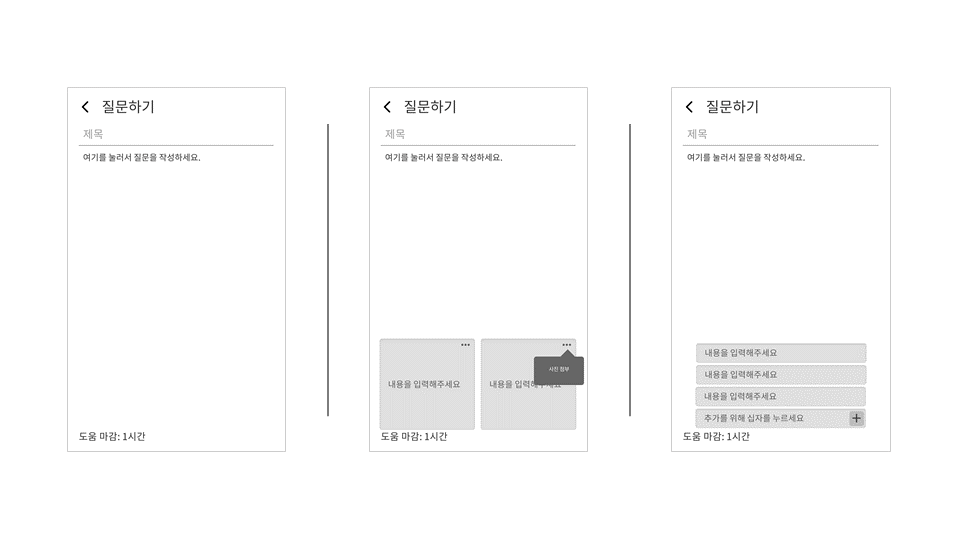 질문하기
제목
여기를 눌러서 질문을 작성하세요.
도움 마감: 1시간
질문하기
제목
여기를 눌러서 질문을 작성하세요.
사진 첨부
내용을 입력해주세요
내용을 입력해주세요
도움 마감: 1시간
질문하기
제목
여기를 눌러서 질문을 작성하세요.
내용을 입력해주세요
내용을 입력해주세요
내용을 입력해주세요
추가를 위해 십자를 누르세요
도움 마감: 1시간